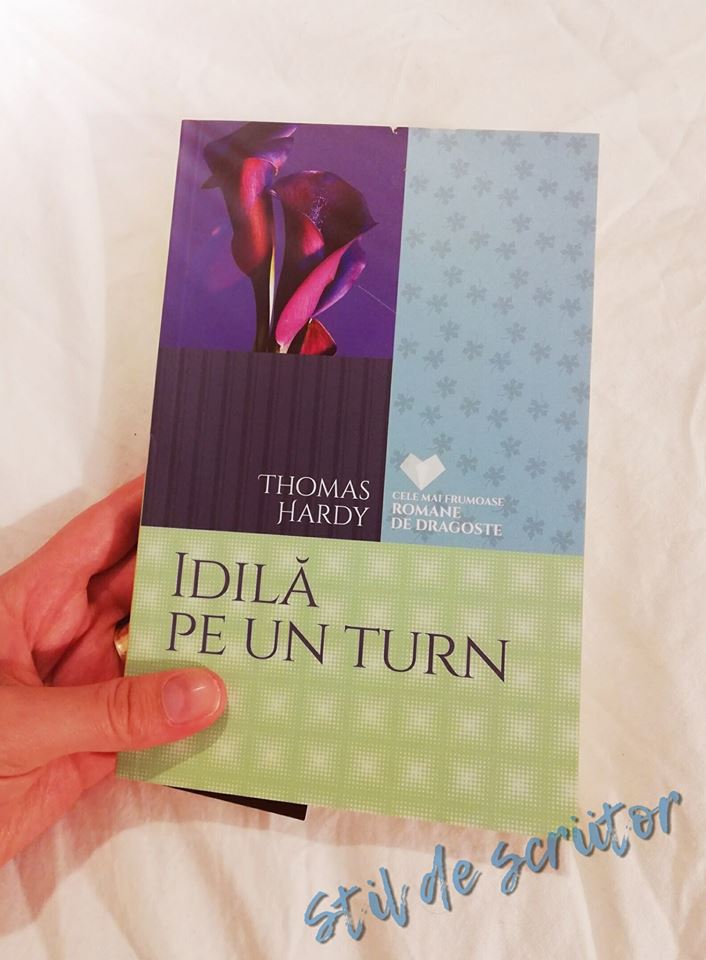 THOMAS
HARDY
CELE MAI FRUMOASE
ROMANE
DE DRAGOSTE
IDILĂ
PE UN TURN
stil de scriitor